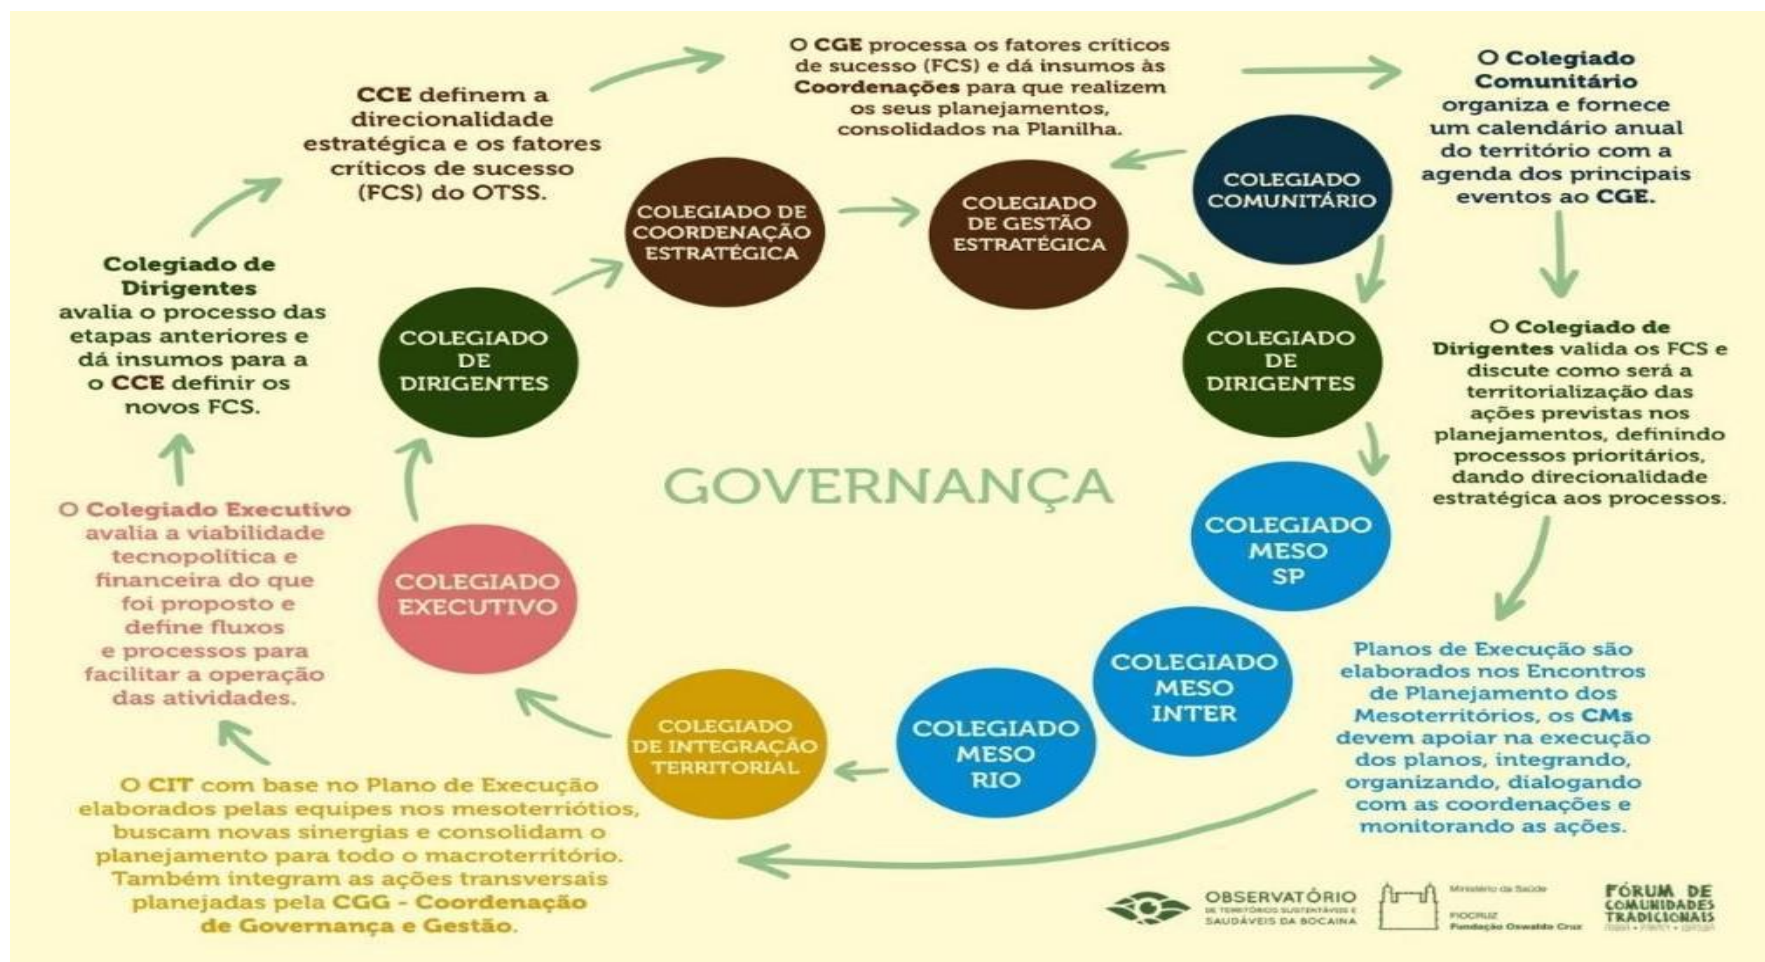 O CGE processa os fatores críticos
de sucesso (FCS) e dá insumos às
Coordenações para que realizem
os seus planejamentos,
consolidados na Planilha.
O Colegiado
Comunitário
organiza e fornece
um calendário anual
do território com a
agenda dos principais
eventos ao CGE.
CCE definem a
direcionalidade
estratégica e os fatores
críticos de sucesso
(FCS) do OTSS.
COLEGIADO DE
COORDENAÇÃO
ESTRATÉGICA
COLEGIADO
DE GESTÃO
ESTRATÉGICA
COLEGIADO
COMUNITÁRIO
Colegiado de
Dirigentes
avalia o processo das
etapas anteriores e
dá insumos para a
o CCE definir os
novos FCS.
COLEGIADO
DE
DIRIGENTES
COLEGIADO
DE
DIRIGENTES
O Colegiado de
Dirigentes valida os FCS e
discute como será a
territorialização das
ações previstas nos
planejamentos, definindo
processos prioritários,
dando direcionalidade
estratégica aos processos.
GOVERNANÇA
O Colegiado Executivo
avalia a viabilidade
tecnopolítica e
financeira do que
foi proposto e
define fluxos
e processos para
facilitar a operação
das atividades.
COLEGIADO
EXECUTIVO
COLEGIADO
MESO
SP
COLEGIADO
MESO
INTER
COLEGIADO
MESO
RIO
COLEGIADO
DE INTEGRAÇÃO
TERRITORIAL
Planos de Execução são
elaborados nos Encontros
de Planejamento dos
Mesoterritórios, os CMs
devem apoiar na execução
dos planos, integrando,
organizando, dialogando
com as coordenações e
monitorando as ações.
O CIT com base no Plano de Execução
elaborados pelas equipes nos mesoterriótios,
buscam novas sinergias e consolidam o
planejamento para todo o macroterritório.
Também integram as ações transversais
planejadas pela CGG - Coordenação
de Governança e Gestão.
OBSERVATÓRIO
DE TERRITÓRIOS SUSTENTÁVEIS E
SAUDÁVEIS DA BOCAINA
Ministério da Saúde
FIOCRUZ
Fundação Oswaldo Cruz
FÓRUM DE
COMUNIDADES
TRADICIONAIS